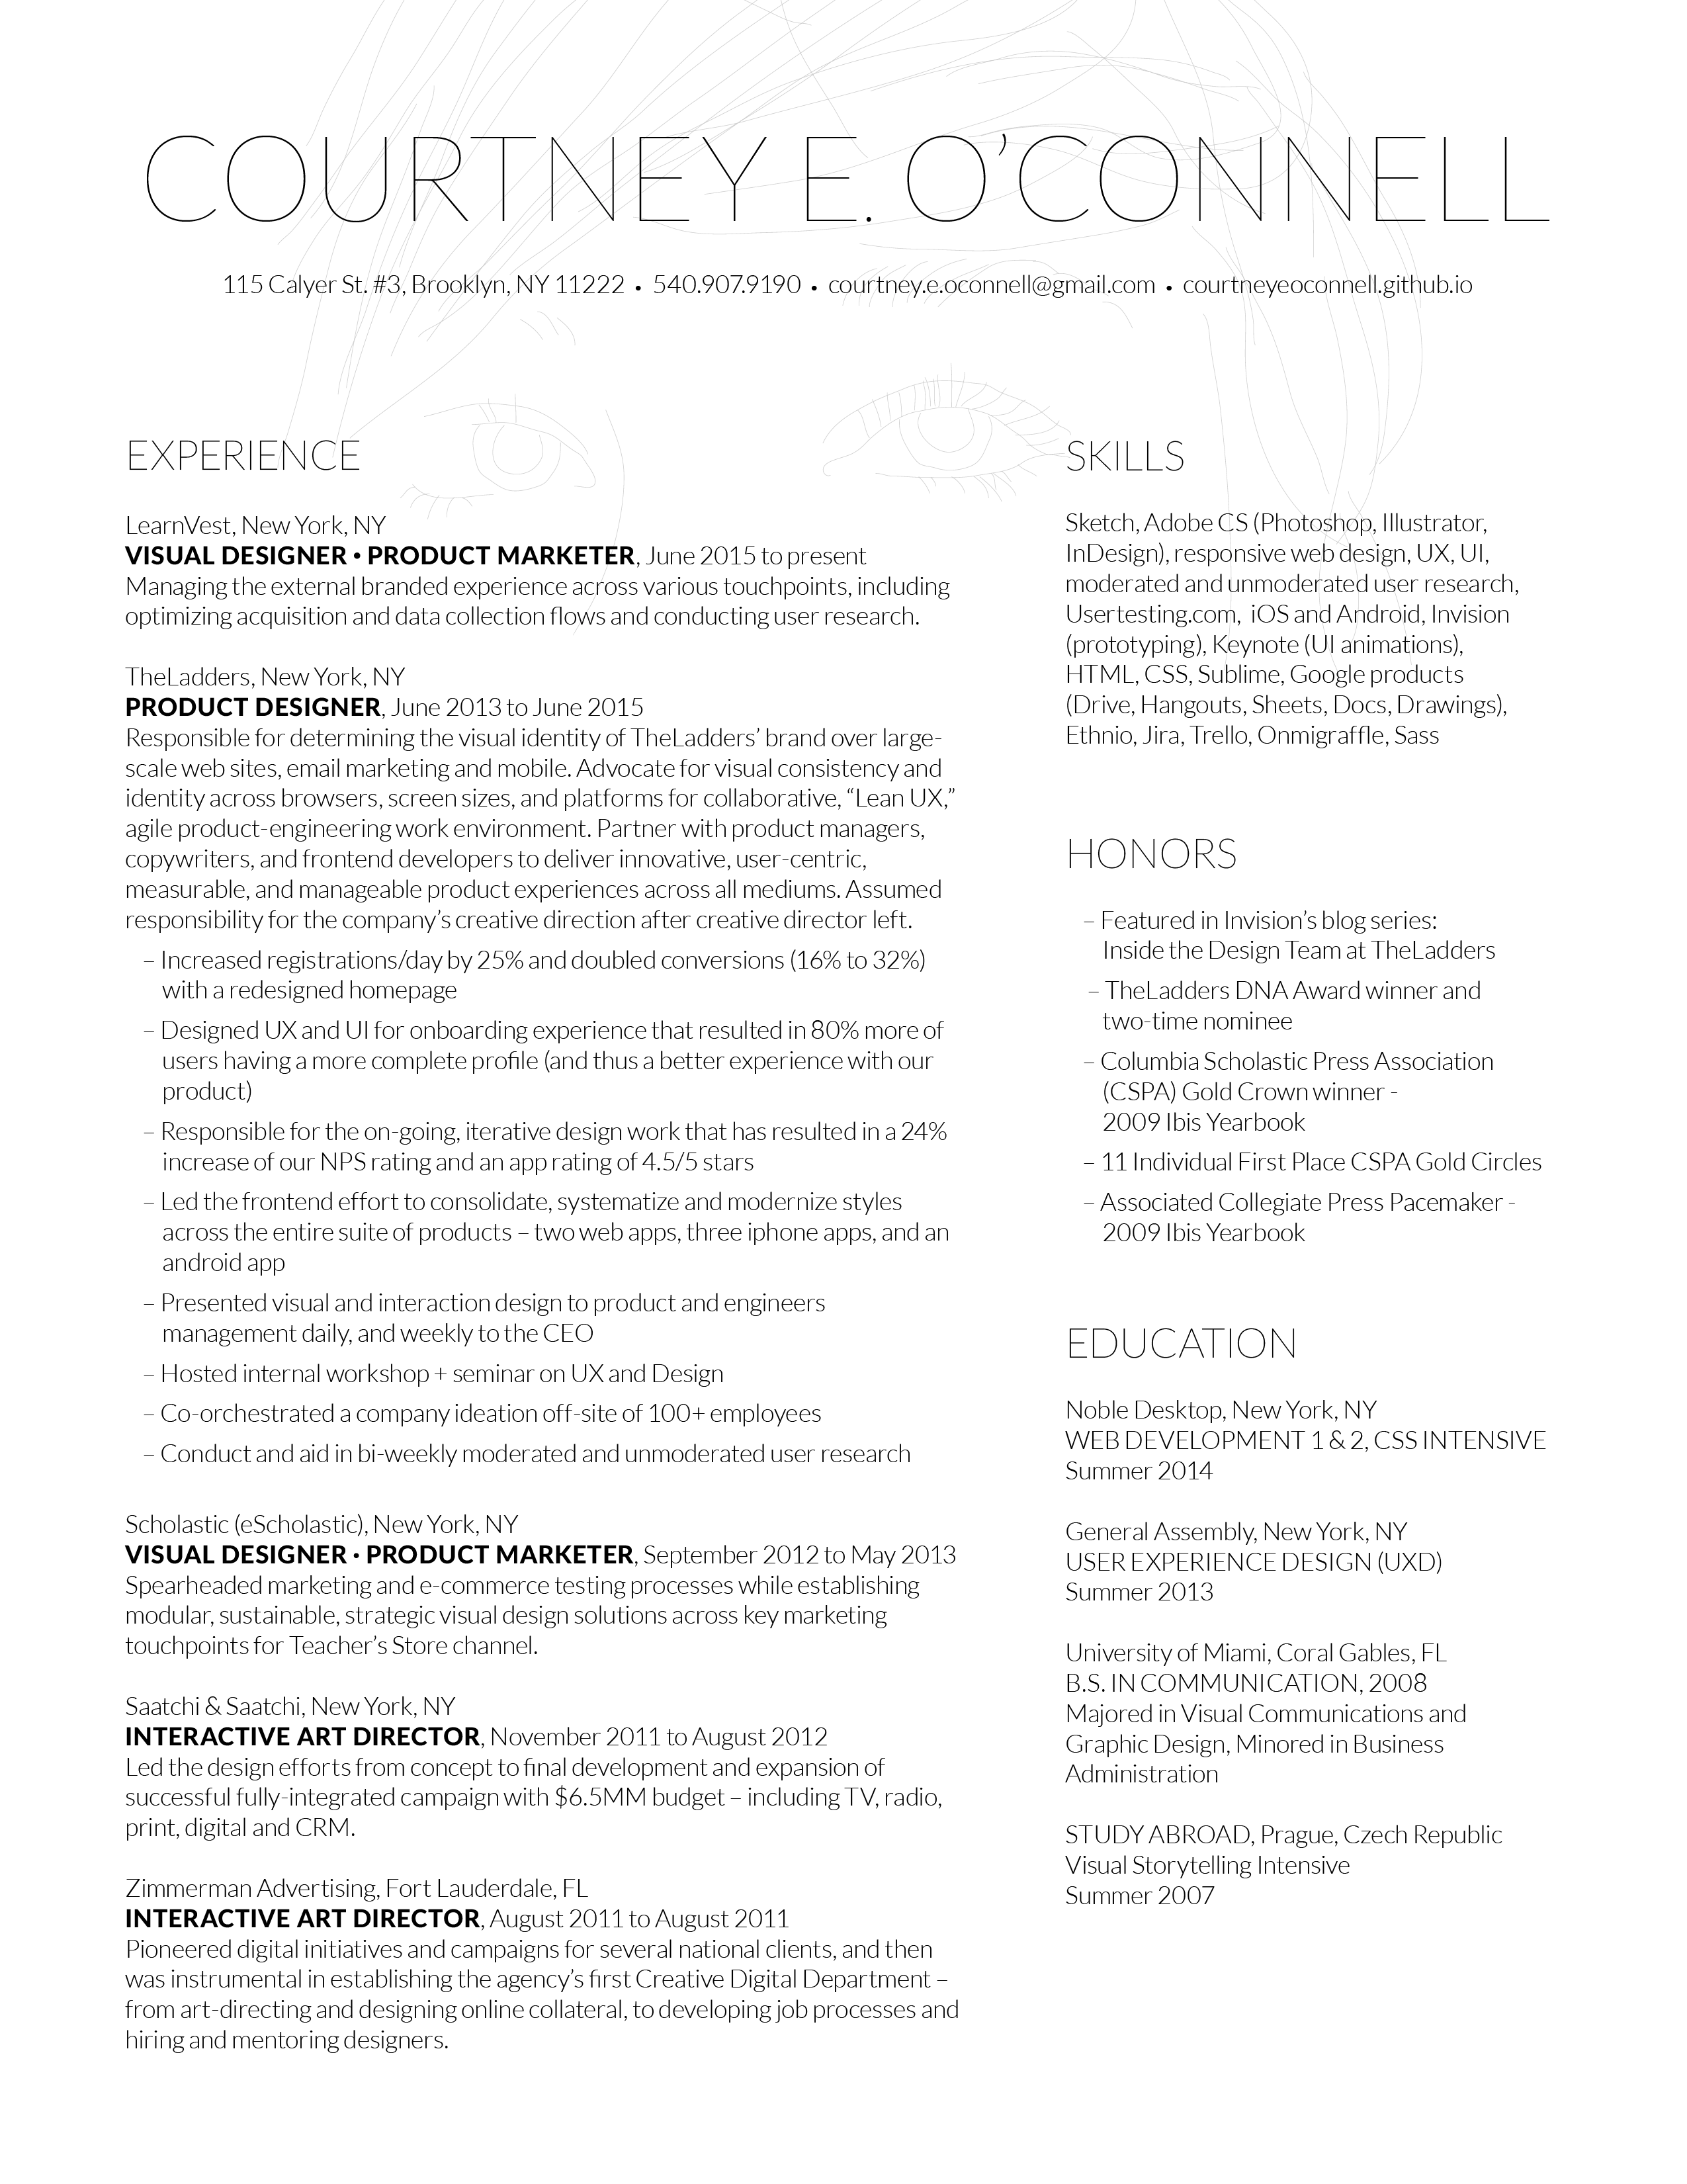 COURTNEY E. O’CONNELL
115 Calyer St. #3, Brooklyn, NY 11222 • 540.907.9190 • courtney.e.oconnell@gmail.com • courtneyeoconnell.github.io
EXPERIENCE
LearnVest, New York, NY
VISUAL DESIGNER • PRODUCT MARKETER, June 2015 to present
Managing the external branded experience across various touchpoints, including
optimizing acquisition and data collection flows and conducting user research.
TheLadders, New York, NY
PRODUCT DESIGNER, June 2013 to June 2015
Responsible for determining the visual identity of TheLadders’ brand over large-
scale web sites, email marketing and mobile. Advocate for visual consistency and
identity across browsers, screen sizes, and platforms for collaborative, “Lean UX,”
agile product-engineering work environment. Partner with product managers,
copywriters, and frontend developers to deliver innovative, user-centric,
measurable, and manageable product experiences across all mediums. Assumed
responsibility for the company’s creative direction after creative director left.
– Increased registrations/day by 25% and doubled conversions (16% to 32%)
with a redesigned homepage
– Designed UX and UI for onboarding experience that resulted in 80% more of
users having a more complete profile (and thus a better experience with our
product)
– Responsible for the on-going, iterative design work that has resulted in a 24%
increase of our NPS rating and an app rating of 4.5/5 stars
– Led the frontend effort to consolidate, systematize and modernize styles
across the entire suite of products – two web apps, three iphone apps, and an
android app
– Presented visual and interaction design to product and engineers
management daily, and weekly to the CEO
– Hosted internal workshop + seminar on UX and Design
– Co-orchestrated a company ideation off-site of 100+ employees
– Conduct and aid in bi-weekly moderated and unmoderated user research
Scholastic (eScholastic), New York, NY
VISUAL DESIGNER • PRODUCT MARKETER, September 2012 to May 2013
Spearheaded marketing and e-commerce testing processes while establishing
modular, sustainable, strategic visual design solutions across key marketing
touchpoints for Teacher’s Store channel.
Saatchi & Saatchi, New York, NY
INTERACTIVE ART DIRECTOR, November 2011 to August 2012
Led the design efforts from concept to final development and expansion of
successful fully-integrated campaign with $6.5MM budget – including TV, radio,
print, digital and CRM.
Zimmerman Advertising, Fort Lauderdale, FL
INTERACTIVE ART DIRECTOR, August 2011 to August 2011
Pioneered digital initiatives and campaigns for several national clients, and then
was instrumental in establishing the agency’s first Creative Digital Department –
from art-directing and designing online collateral, to developing job processes and
hiring and mentoring designers.
SKILLS
Sketch, Adobe CS (Photoshop, Illustrator,
InDesign), responsive web design, UX, UI,
moderated and unmoderated user research,
Usertesting.com, iOS and Android, Invision
(prototyping), Keynote (UI animations),
HTML, CSS, Sublime, Google products
(Drive, Hangouts, Sheets, Docs, Drawings),
Ethnio, Jira, Trello, Onmigraffle, Sass
HONORS
– Featured in Invision’s blog series:
Inside the Design Team at TheLadders
– TheLadders DNA Award winner and
two-time nominee
– Columbia Scholastic Press Association
(CSPA) Gold Crown winner -
2009 Ibis Yearbook
– 11 Individual First Place CSPA Gold Circles
– Associated Collegiate Press Pacemaker -
2009 Ibis Yearbook
EDUCATION
Noble Desktop, New York, NY
WEB DEVELOPMENT 1 & 2, CSS INTENSIVE
Summer 2014
General Assembly, New York, NY
USER EXPERIENCE DESIGN (UXD)
Summer 2013
University of Miami, Coral Gables, FL
B.S. IN COMMUNICATION, 2008
Majored in Visual Communications and
Graphic Design, Minored in Business
Administration
STUDY ABROAD, Prague, Czech Republic
Visual Storytelling Intensive
Summer 2007